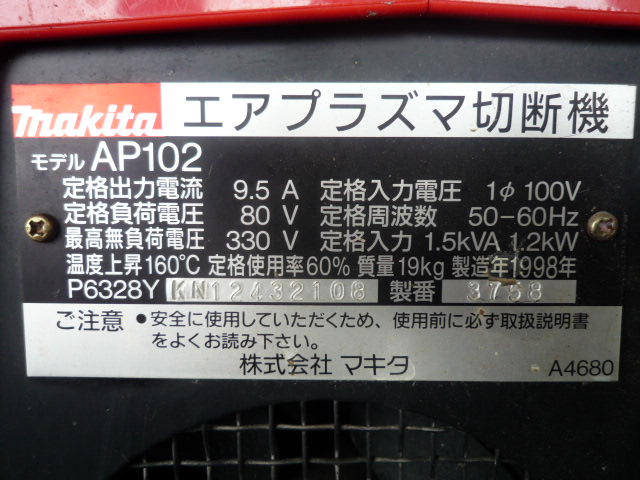 makita エアプラズマ切断機
モデル AP102
定格出力電流 9.5 A 定格入力電圧 1φ 100V
定格負荷電圧 80 V 定格周波数 50-60Hz
最高無負荷電圧 330 V 定格入力 1.5kVA 1.2kW
温度上昇160℃ 定格使用率60% 質量19kg 製造年1998年
P6328Y KN12432108 製番 3758
ご注意 ●安全に使用していただくため、使用前に必ず取扱説明書
をよくお読み下さい。
株式会社 マキタ A4680